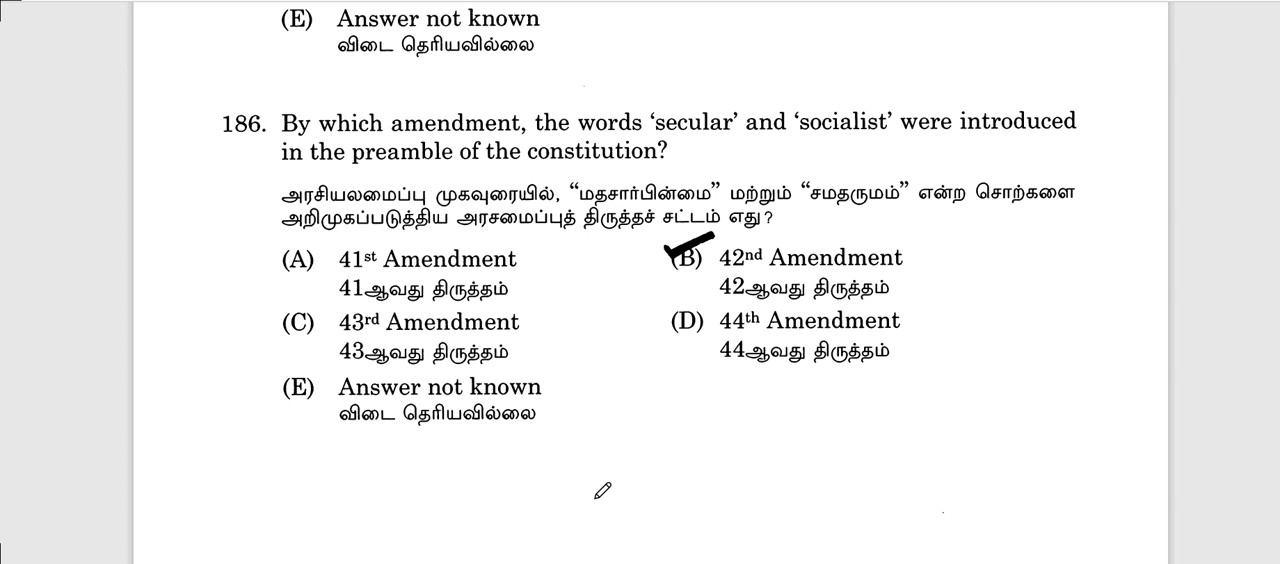 (E) Answer not known
விடை தெரியவில்லை
186. By which amendment, the words ‘secular’ and ‘socialist’ were introduced
in the preamble of the constitution?
அரசியலமைப்பு முகவுரையில், “மதசார்பின்மை” மற்றும் “சமதருமம்” என்ற சொற்களை
அறிமுகப்படுத்திய அரசமைப்புத் திருத்தச் சட்டம் எது?
(A) 41st Amendment
41ஆவது திருத்தம்
(B) 42nd Amendment
42ஆவது திருத்தம்
(C) 43rd Amendment
43ஆவது திருத்தம்
(D) 44th Amendment
44ஆவது திருத்தம்
(E) Answer not known
விடை தெரியவில்லை